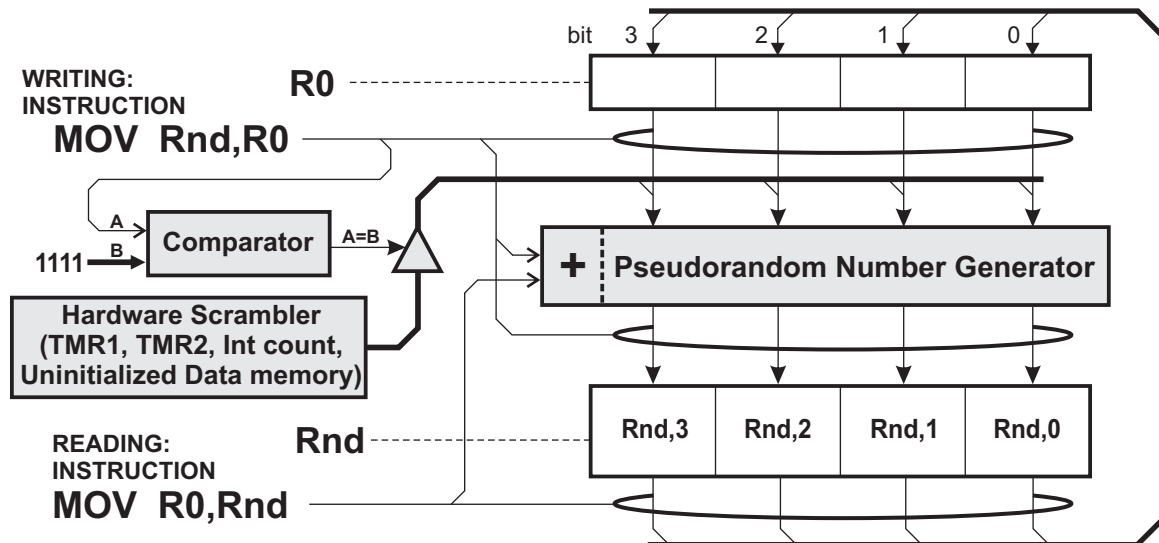 bit 3 2 1 0
WRITING:
INSTRUCTION
R0
MOV Rnd,R0
A
Comparator
A=B
B
1111
+ Pseudorandom Number Generator
Hardware Scrambler
(TMR1, TMR2, Int count,
Uninitialized Data memory)
READING:
INSTRUCTION
Rnd
Rnd,3 Rnd,2 Rnd,1 Rnd,0
MOV R0,Rnd